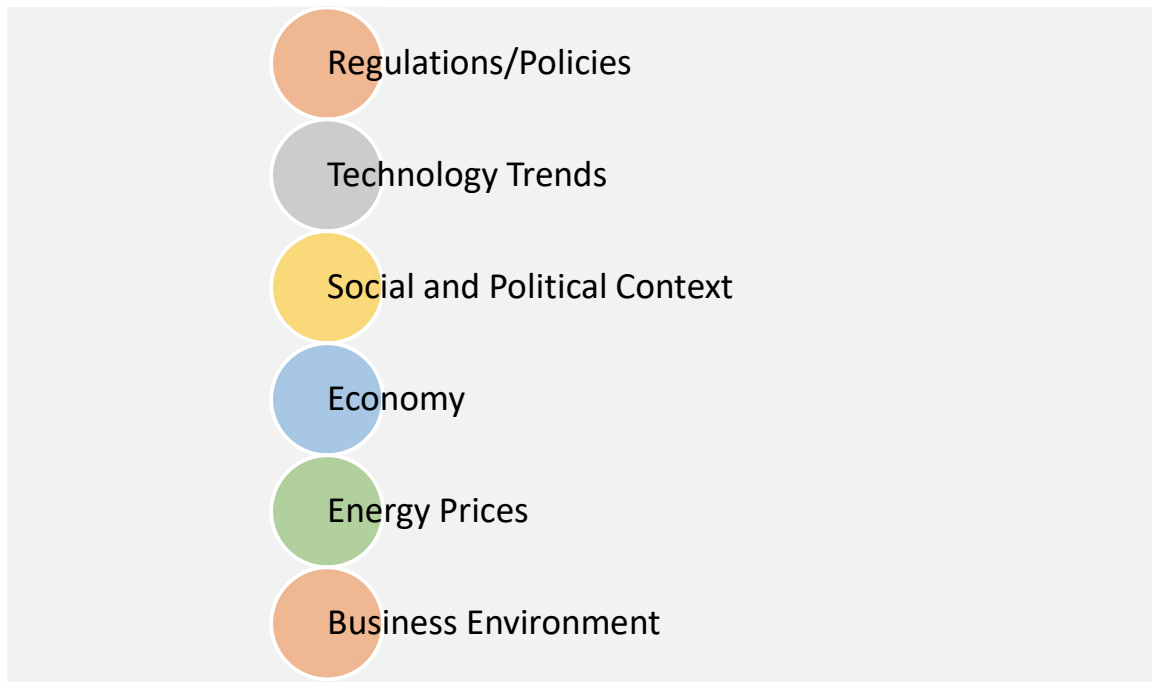 Regulations/Policies
Technology Trends
Social and Political Context
Economy
Energy Prices
Business Environment